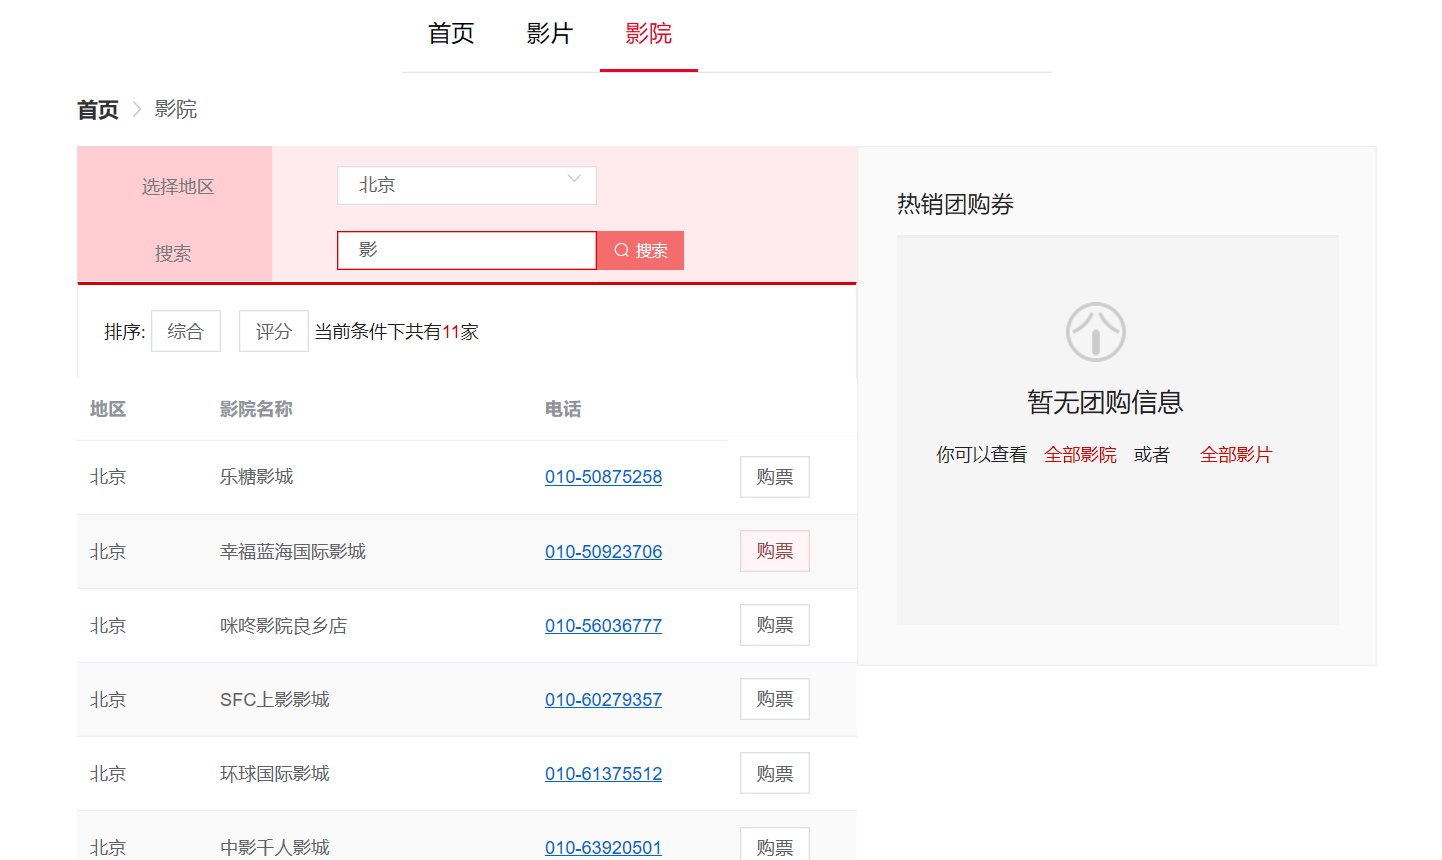 首页 影片 影院
首页 > 影院
选择地区 北京
搜索 影 搜索
排序: 综合 评分 当前条件下共有11家
地区 影院名称 电话
北京 乐糖影城 010-50875258 购票
北京 幸福蓝海国际影城 010-50923706 购票
北京 咪咚影院良乡店 010-56036777 购票
北京 SFC上影影城 010-60279357 购票
北京 环球国际影城 010-61375512 购票
北京 中影千人影城 010-63920501 购票
热销团购券
暂无团购信息
你可以查看 全部影院 或者 全部影片